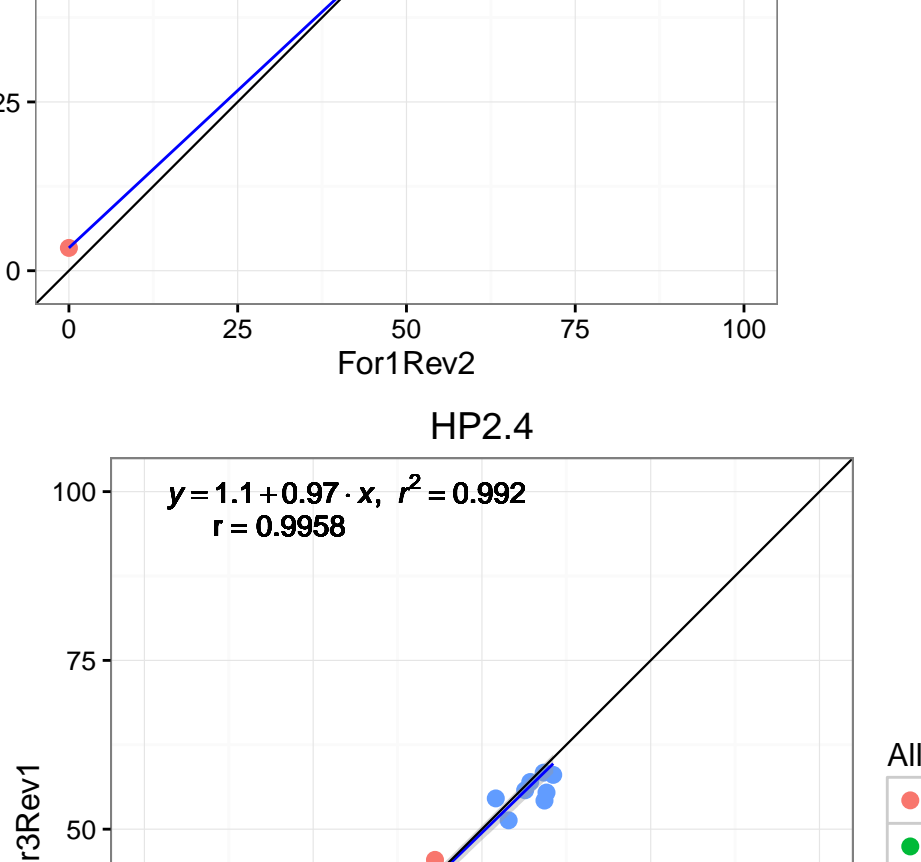 25
0
0 25 50 75 100
For1Rev2
HP2.4
100
y = 1.1 + 0.97 · x, r² = 0.992
r = 0.9958
75
50
r3Rev1
All